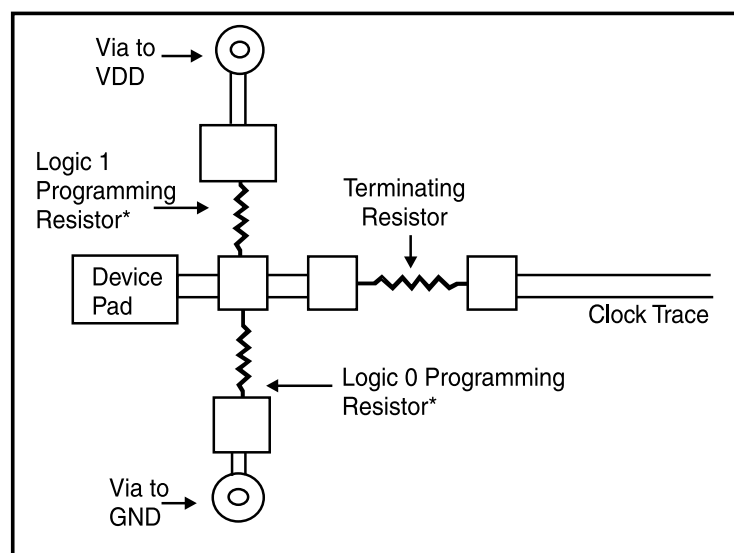 Via to
VDD
Logic 1
Programming
Resistor*
Terminating
Resistor
Device
Pad
Clock Trace
Logic 0 Programming
Resistor*
Via to
GND